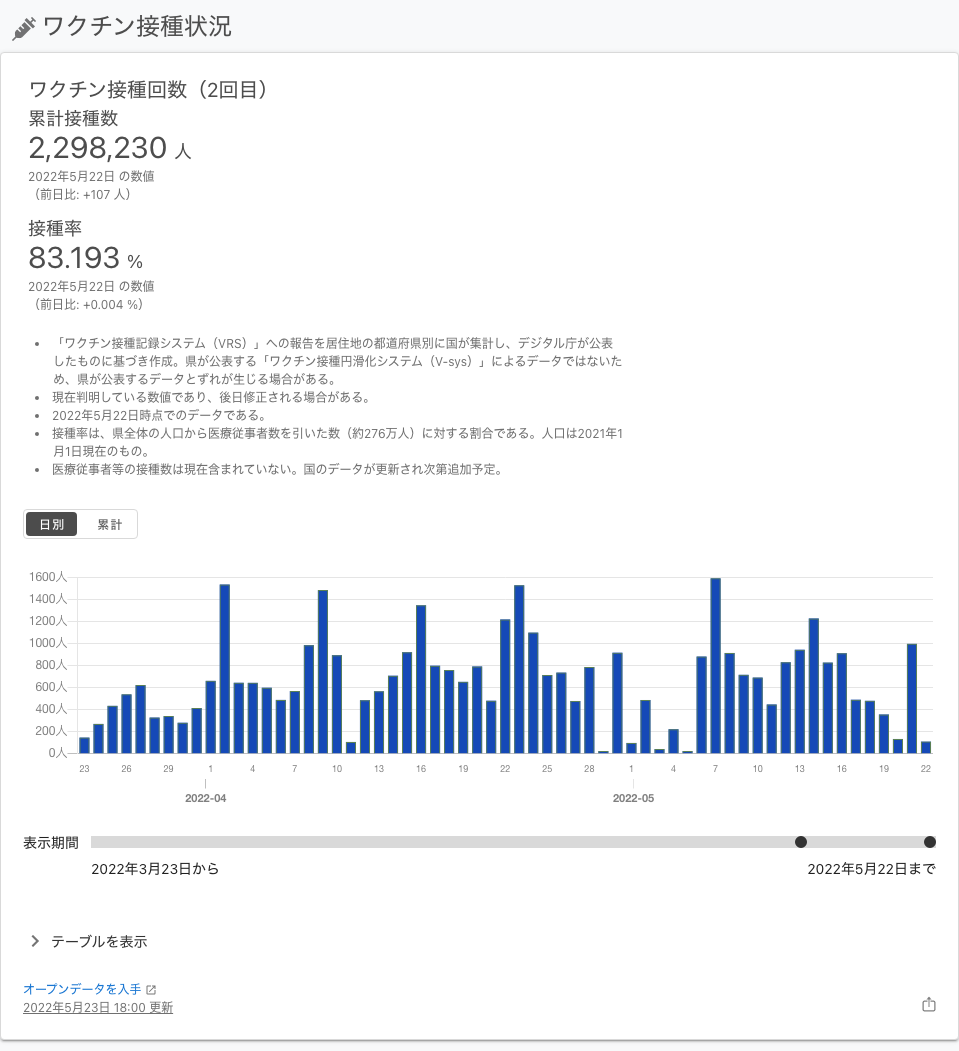 ワクチン接種状況
ワクチン接種回数（2回目）
累計接種数
2,298,230 人
2022年5月22日 の数値
（前日比: +107 人）
接種率
83.193 %
2022年5月22日 の数値
（前日比: +0.004 %）
• 「ワクチン接種記録システム（VRS）」への報告を居住地の都道府県別に国が集計し、デジタル庁が公表
したものに基づき作成。県が公表する「ワクチン接種円滑化システム（V-sys）」によるデータではないた
め、県が公表するデータとずれが生じる場合がある。
• 現在判明している数値であり、後日修正される場合がある。
• 2022年5月22日時点でのデータである。
• 接種率は、県全体の人口から医療従事者数を引いた数（約276万人）に対する割合である。人口は2021年1
月1日現在のもの。
• 医療従事者等の接種数は現在含まれていない。国のデータが更新され次第追加予定。
日別 累計
1600人
1400人
1200人
1000人
800人
600人
400人
200人
0人
23 26 29 1 4 7 10 13 16 19 22 25 28 1 4 7 10 13 16 19 22
2022-04 2022-05
表示期間
2022年3月23日から 2022年5月22日まで
テーブルを表示
オープンデータを入手
2022年5月23日 18:00 更新